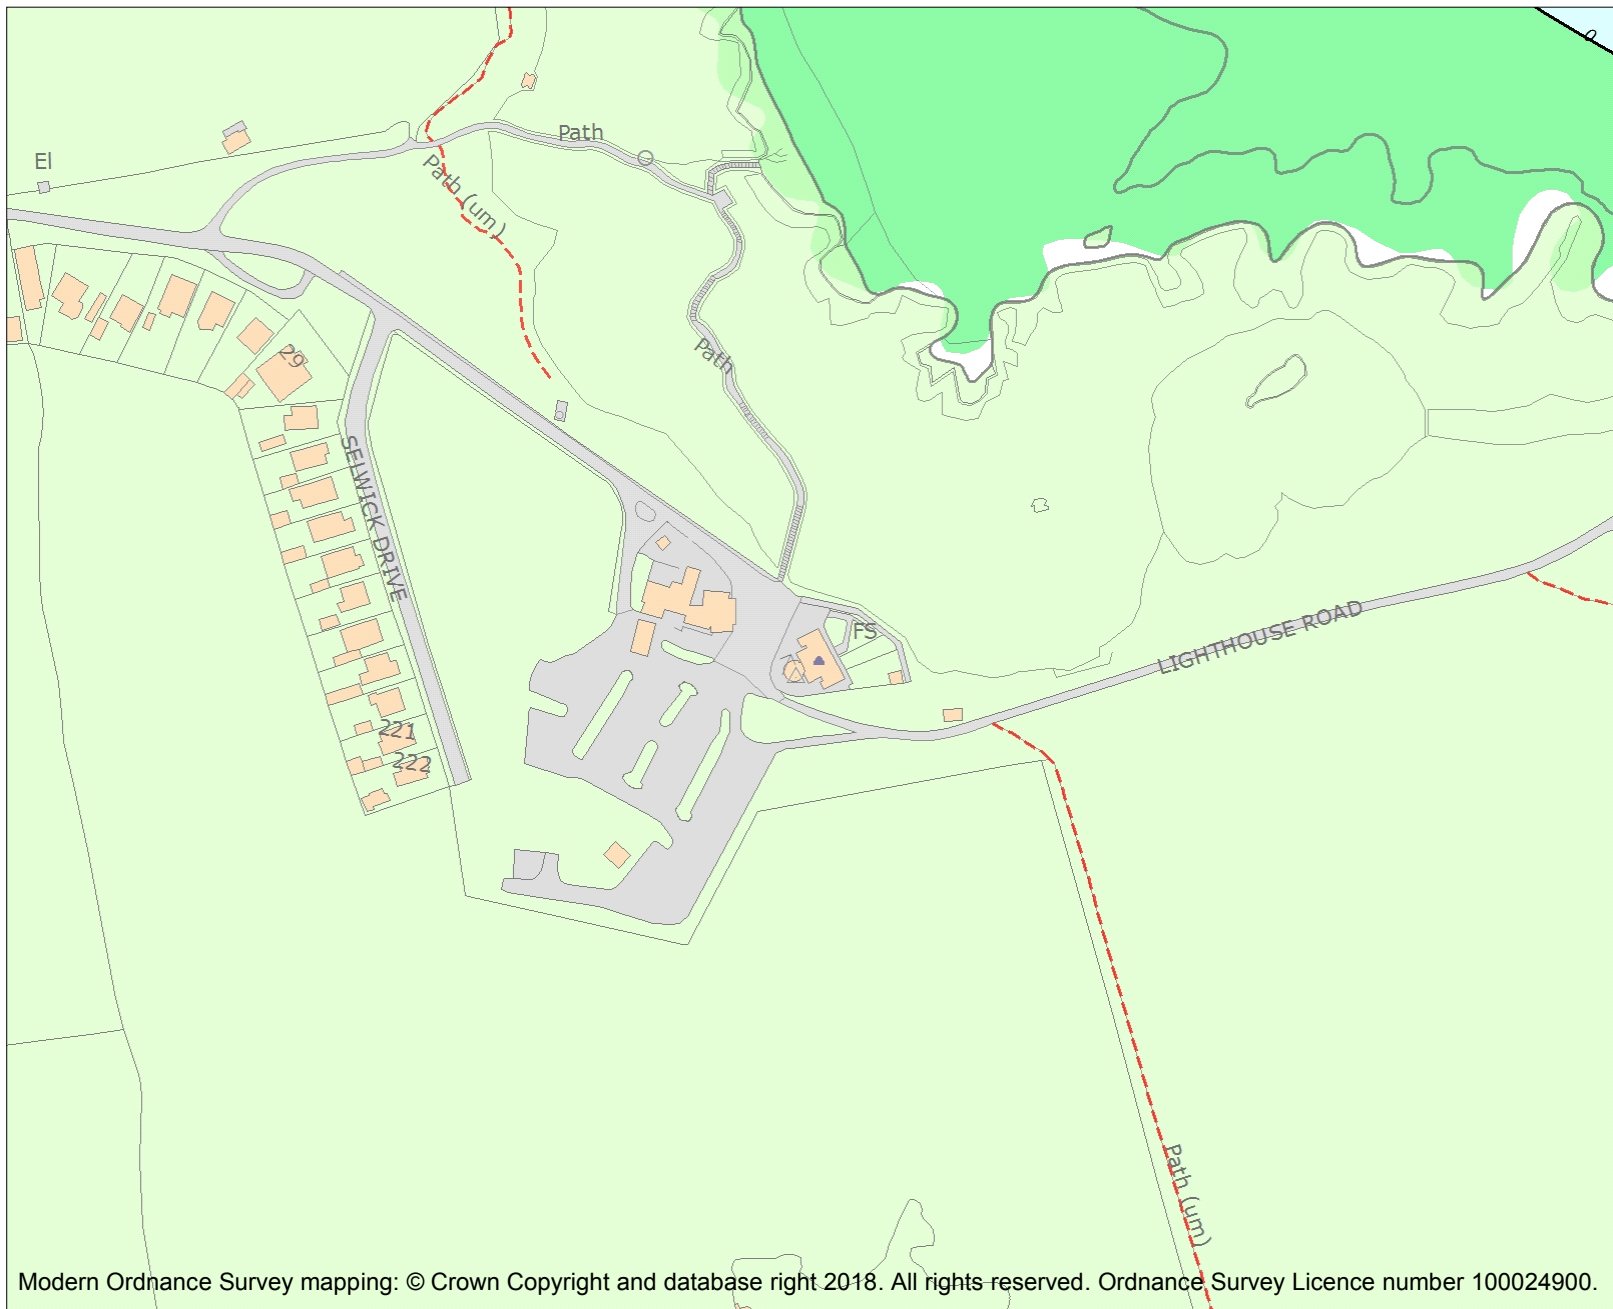 0
Path
El
Path (um)
Path
29
SELWICK DRIVE
FS
LIGHTHOUSE ROAD
221
222
Path (um)
Modern Ordnance Survey mapping: © Crown Copyright and database right 2018. All rights reserved. Ordnance Survey Licence number 100024900.